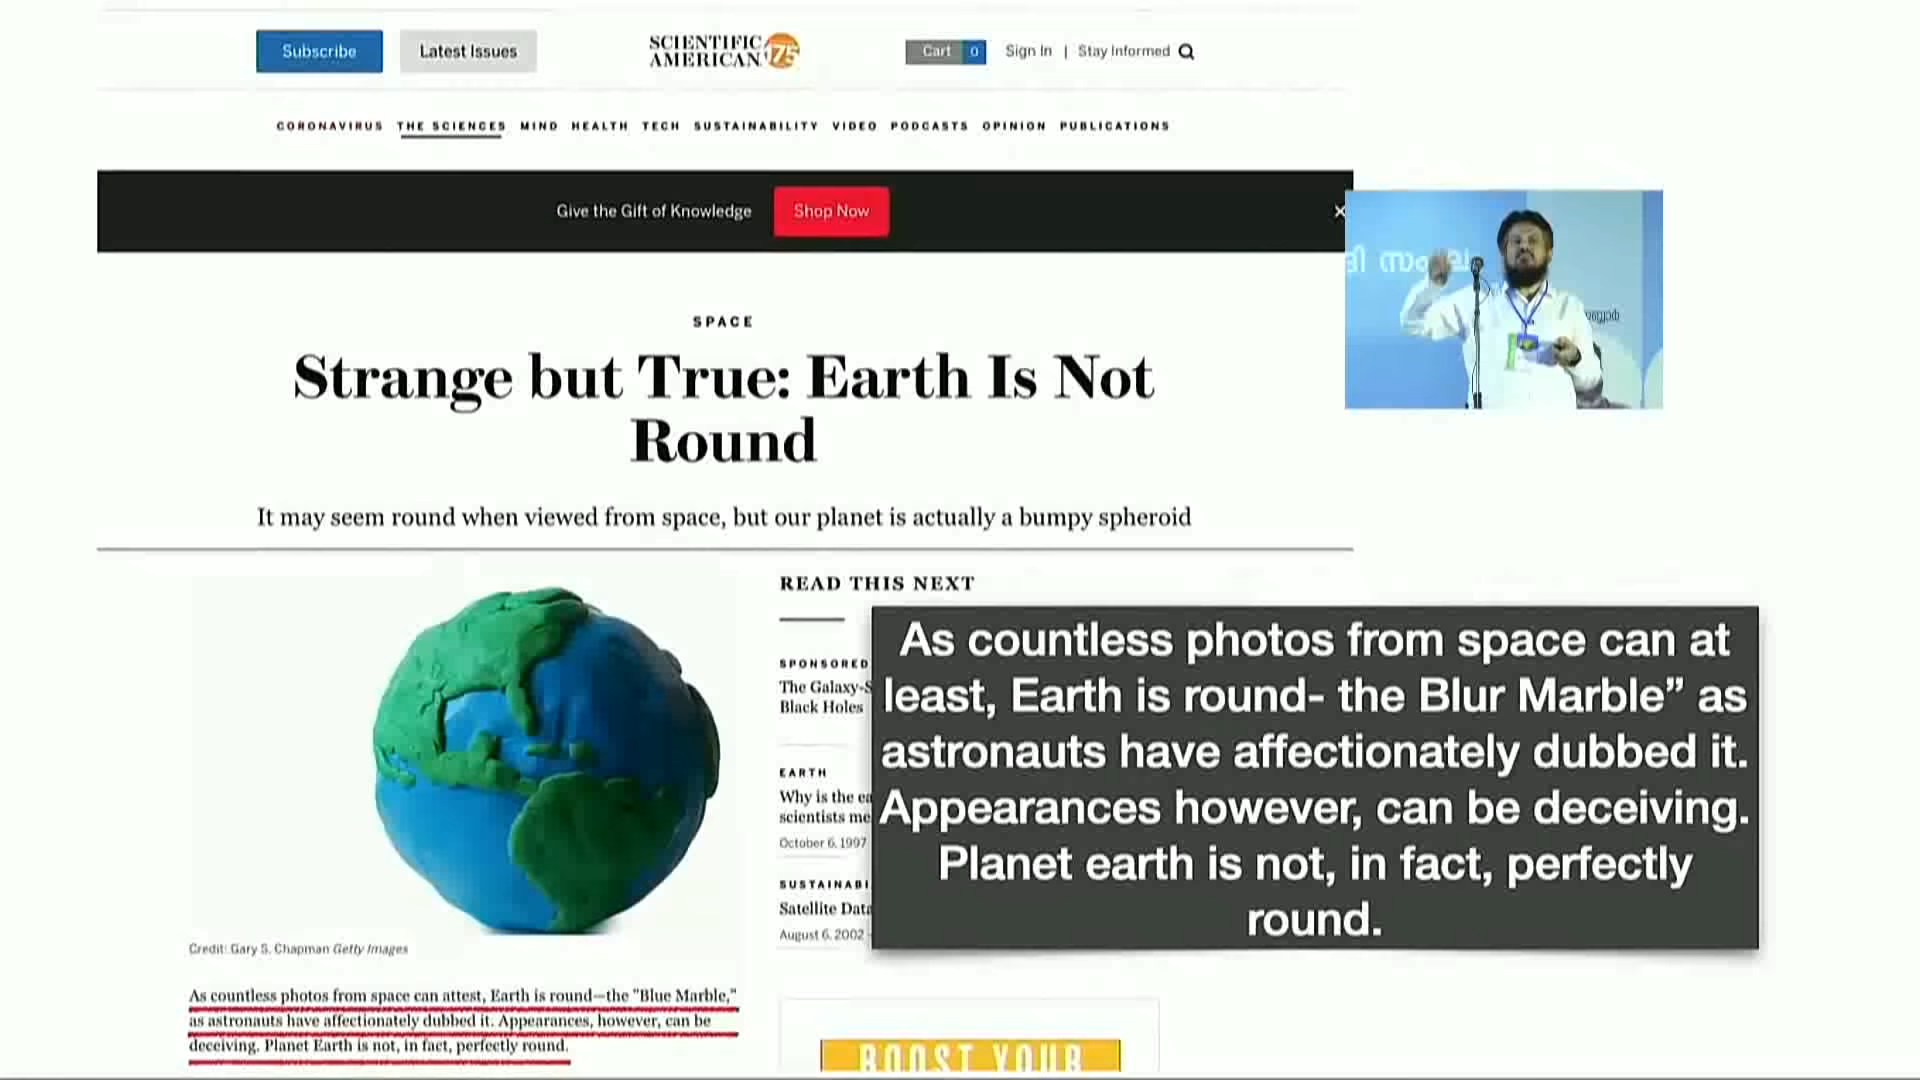 Subscribe
Latest Issues
SCIENTIFIC
AMERICAN 175
Cart 0
Sign In | Stay Informed
CORONAVIRUS THE SCIENCES MIND HEALTH TECH SUSTAINABILITY VIDEO PODCASTS OPINION PUBLICATIONS
Give the Gift of Knowledge
Shop Now
×
SPACE
Strange but True: Earth Is Not
Round
It may seem round when viewed from space, but our planet is actually a bumpy spheroid
READ THIS NEXT
SPONSORED
The Galaxy-S
Black Holes
EARTH
Why is the ea
scientists me
October 6, 1997
SUSTAINABI
Satellite Data
August 6, 2002 -
As countless photos from space can at
least, Earth is round- the Blur Marble” as
astronauts have affectionately dubbed it.
Appearances however, can be deceiving.
Planet earth is not, in fact, perfectly
round.
Credit: Gary S. Chapman Getty Images
As countless photos from space can attest, Earth is round—the "Blue Marble,"
as astronauts have affectionately dubbed it. Appearances, however, can be
deceiving. Planet Earth is not, in fact, perfectly round.
BOOST YOUR